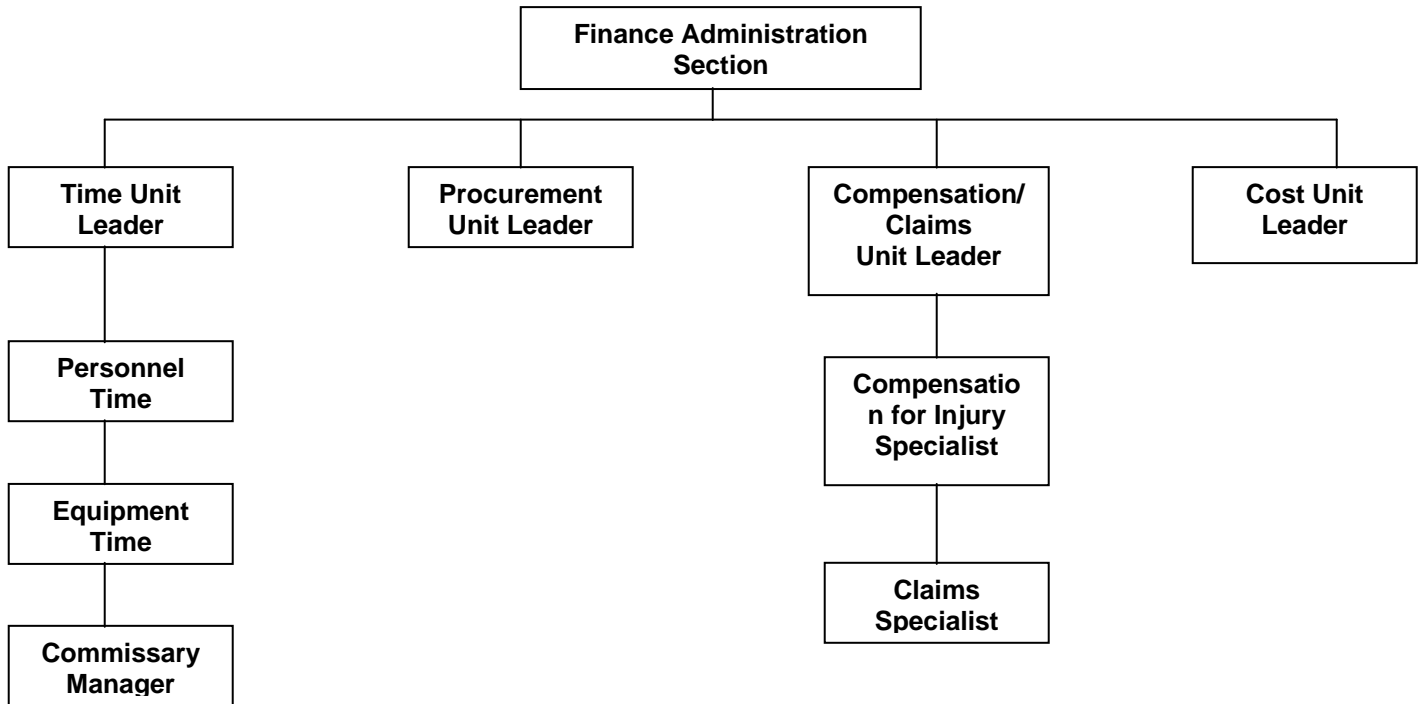 Finance Administration
Section
Time Unit
Leader
Procurement
Unit Leader
Compensation/
Claims
Unit Leader
Cost Unit
Leader
Personnel
Time
Compensatio
n for Injury
Specialist
Equipment
Time
Claims
Specialist
Commissary
Manager